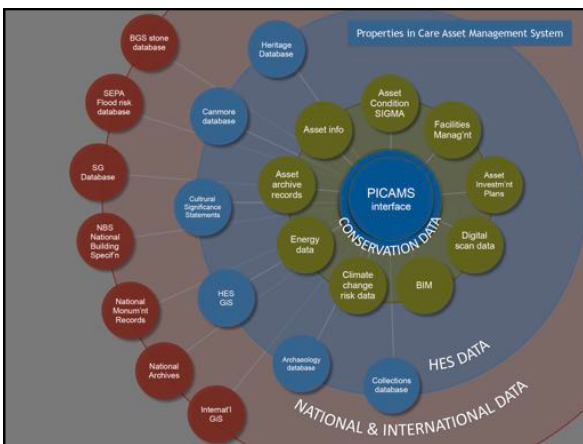 Properties in Care Asset Management System
BGS stone
database
SEPA
Flood risk
database
SG
Database
NBS
National
Building
Specif'n
National
Monum'nt
Records
National
Archives
Internat'l
GiS
Heritage
Database
Canmore
database
Cultrural
Significance
Statements
HES
GiS
Archaeology
database
Collections
database
Asset
Condition
SIGMA
Asset info
Facilities
Managn't
Asset
archive
records
Asset
Investm'nt
Plans
Energy
data
Digital
scan data
Climate
change
risk data
BIM
PICAMS
interface
CONSERVATION DATA
HES DATA
NATIONAL & INTERNATIONAL DATA